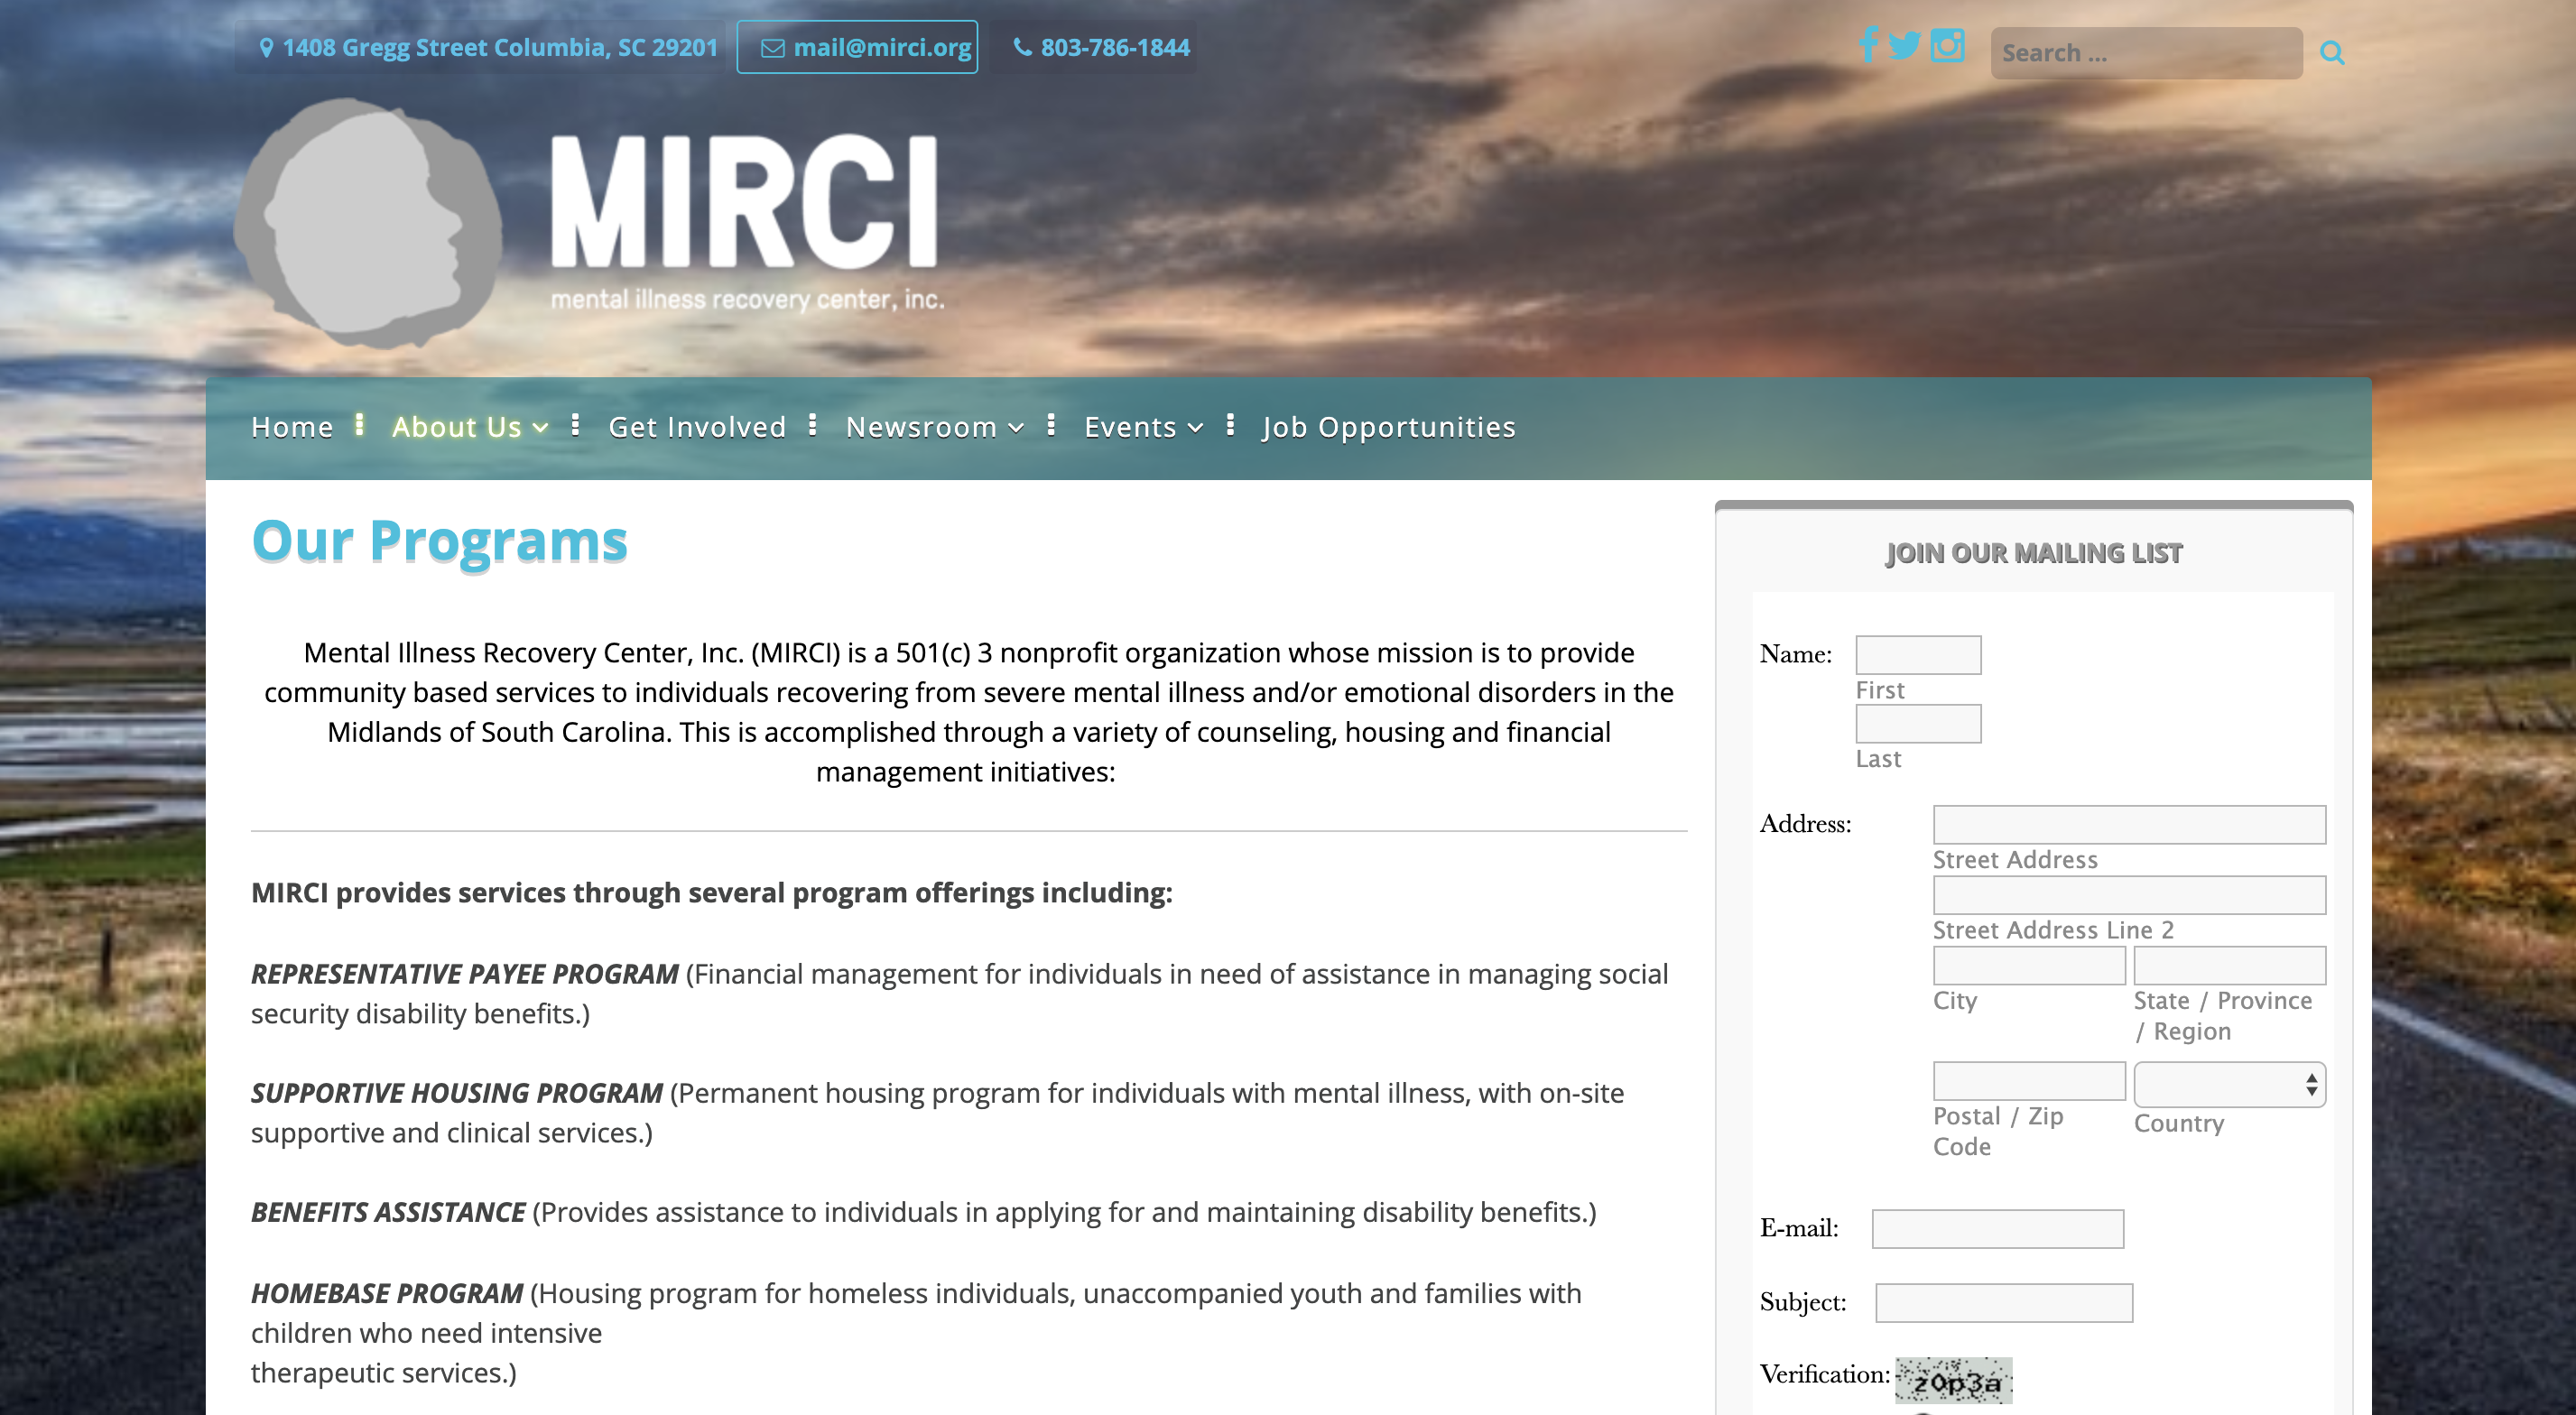 1408 Gregg Street Columbia, SC 29201
mail@mirci.org
803-786-1844
Search ...
MIRCI
mental illness recovery center, inc.
Home
About Us
Get Involved
Newsroom
Events
Job Opportunities
Our Programs
Mental Illness Recovery Center, Inc. (MIRCI) is a 501(c) 3 nonprofit organization whose mission is to provide
community based services to individuals recovering from severe mental illness and/or emotional disorders in the
Midlands of South Carolina. This is accomplished through a variety of counseling, housing and financial
management initiatives:
MIRCI provides services through several program offerings including:
REPRESENTATIVE PAYEE PROGRAM (Financial management for individuals in need of assistance in managing social
security disability benefits.)
SUPPORTIVE HOUSING PROGRAM (Permanent housing program for individuals with mental illness, with on-site
supportive and clinical services.)
BENEFITS ASSISTANCE (Provides assistance to individuals in applying for and maintaining disability benefits.)
HOMEBASE PROGRAM (Housing program for homeless individuals, unaccompanied youth and families with
children who need intensive
therapeutic services.)
JOIN OUR MAILING LIST
Name:
First
Last
Address:
Street Address
Street Address Line 2
City
State / Province
/ Region
Postal / Zip
Code
Country
E-mail:
Subject:
Verification:
z0p3a